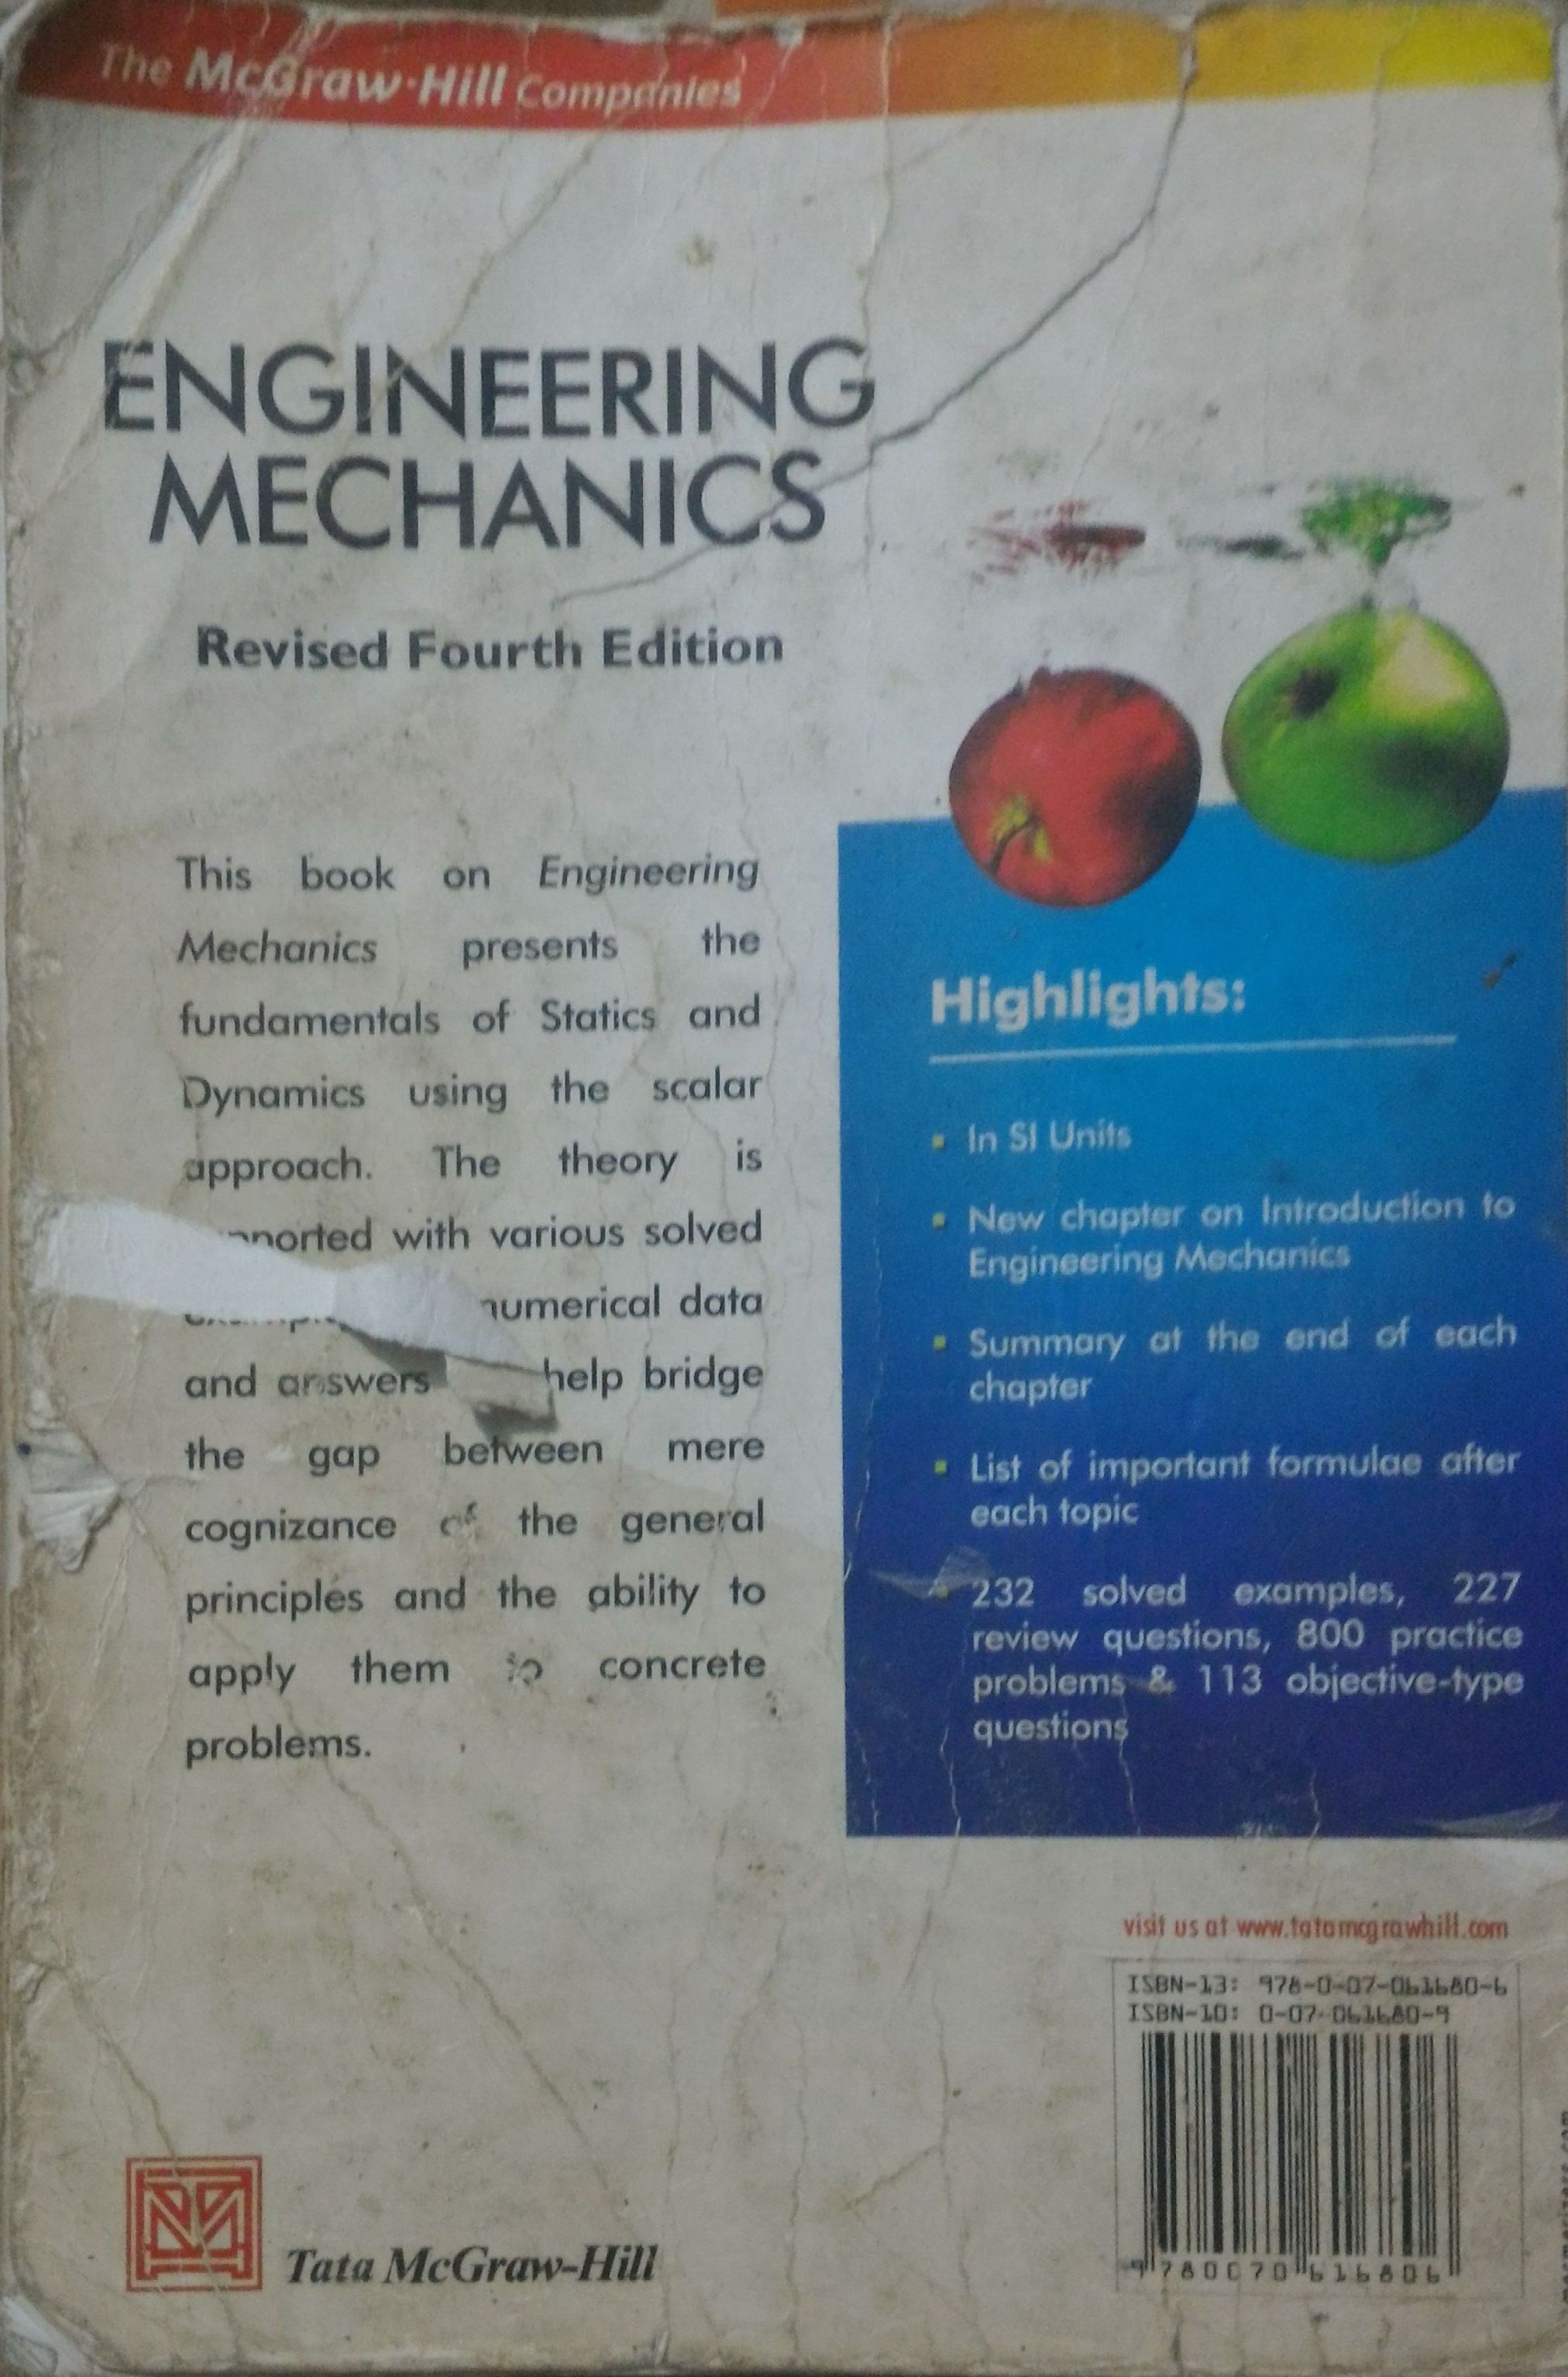 The McGraw·Hill Companies
ENGINEERING
MECHANICS
Revised Fourth Edition
This book on Engineering
Mechanics presents the
fundamentals of Statics and
Dynamics using the scalar
approach. The theory is
with various solved
numerical data
and answers help bridge
the gap between mere
cognizance of the general
principles and the ability to
apply them to concrete
problems.
Highlights:
In SI Units
New chapter on Introduction to
Engineering Mechanics
Summary at the end of each
chapter
List of important formulae after
each topic
232 solved examples, 227
review questions, 800 practice
problems & 113 objective-type
questions
visit us at www.tatamcgrawhill.com
ISBN-13: 978-0-07-061680-6
ISBN-10: 0-07-061680-9
9 780070 616806
Tata McGraw-Hill